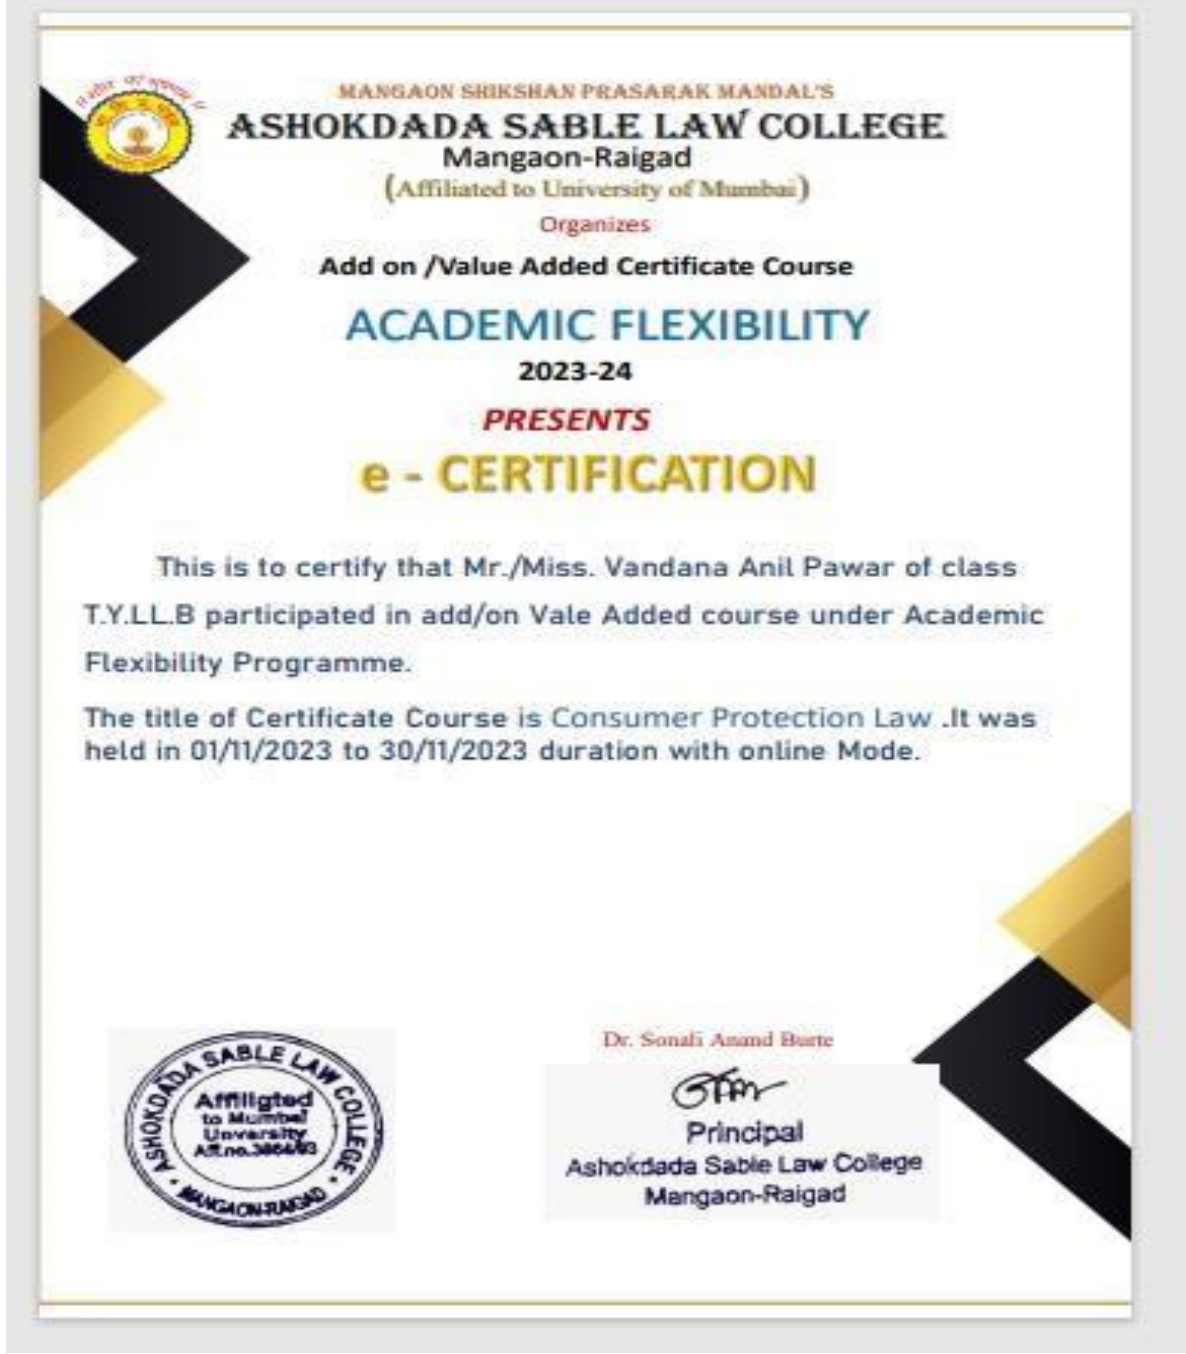 MANGAON SHIKSHAN PRASARAK MANDAL'S
ASHOKDADA SABLE LAW COLLEGE
Mangaon-Raigad
(Affiliated to University of Mumbai)
Organizes
Add on /Value Added Certificate Course
ACADEMIC FLEXIBILITY
2023-24
PRESENTS
e - CERTIFICATION
This is to certify that Mr./Miss. Vandana Anil Pawar of class
T.Y.LL.B participated in add/on Vale Added course under Academic
Flexibility Programme.
The title of Certificate Course is Consumer Protection Law .It was
held in 01/11/2023 to 30/11/2023 duration with online Mode.
ASHOKDADA SABLE LAW COLLEGE
Affiligted
to Mumbai
Unversity
Aff.no.
MANGAON-RAIGAD
Dr. Sonali Anand Burte
Principal
Ashokdada Sable Law College
Mangaon-Raigad